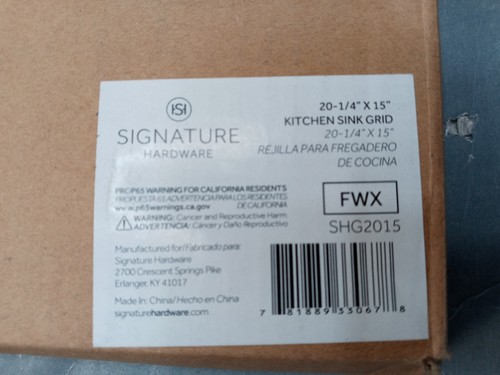 SH
SIGNATURE
HARDWARE
20-1/4" X 15"
KITCHEN SINK GRID
20-1/4" X 15"
REJILLA PARA FREGADERO
DE COCINA
PROP65 WARNING FOR CALIFORNIA RESIDENTS
PROPUESTA 65 ADVERTENCIA PARA LOS RESIDENTES
DE CALIFORNIA
www.p65warnings.ca.gov
WARNING: Cancer and Reproductive Harm
ADVERTENCIA: Cáncer y Daño Reproductivo
FWX
SHG2015
Manufactured for/Fabricado para:
Signature Hardware
2700 Crescent Springs Pike
Erlanger, KY 41017
Made In: China/Hecho en China
signaturehardware.com
7 81889 33067 8